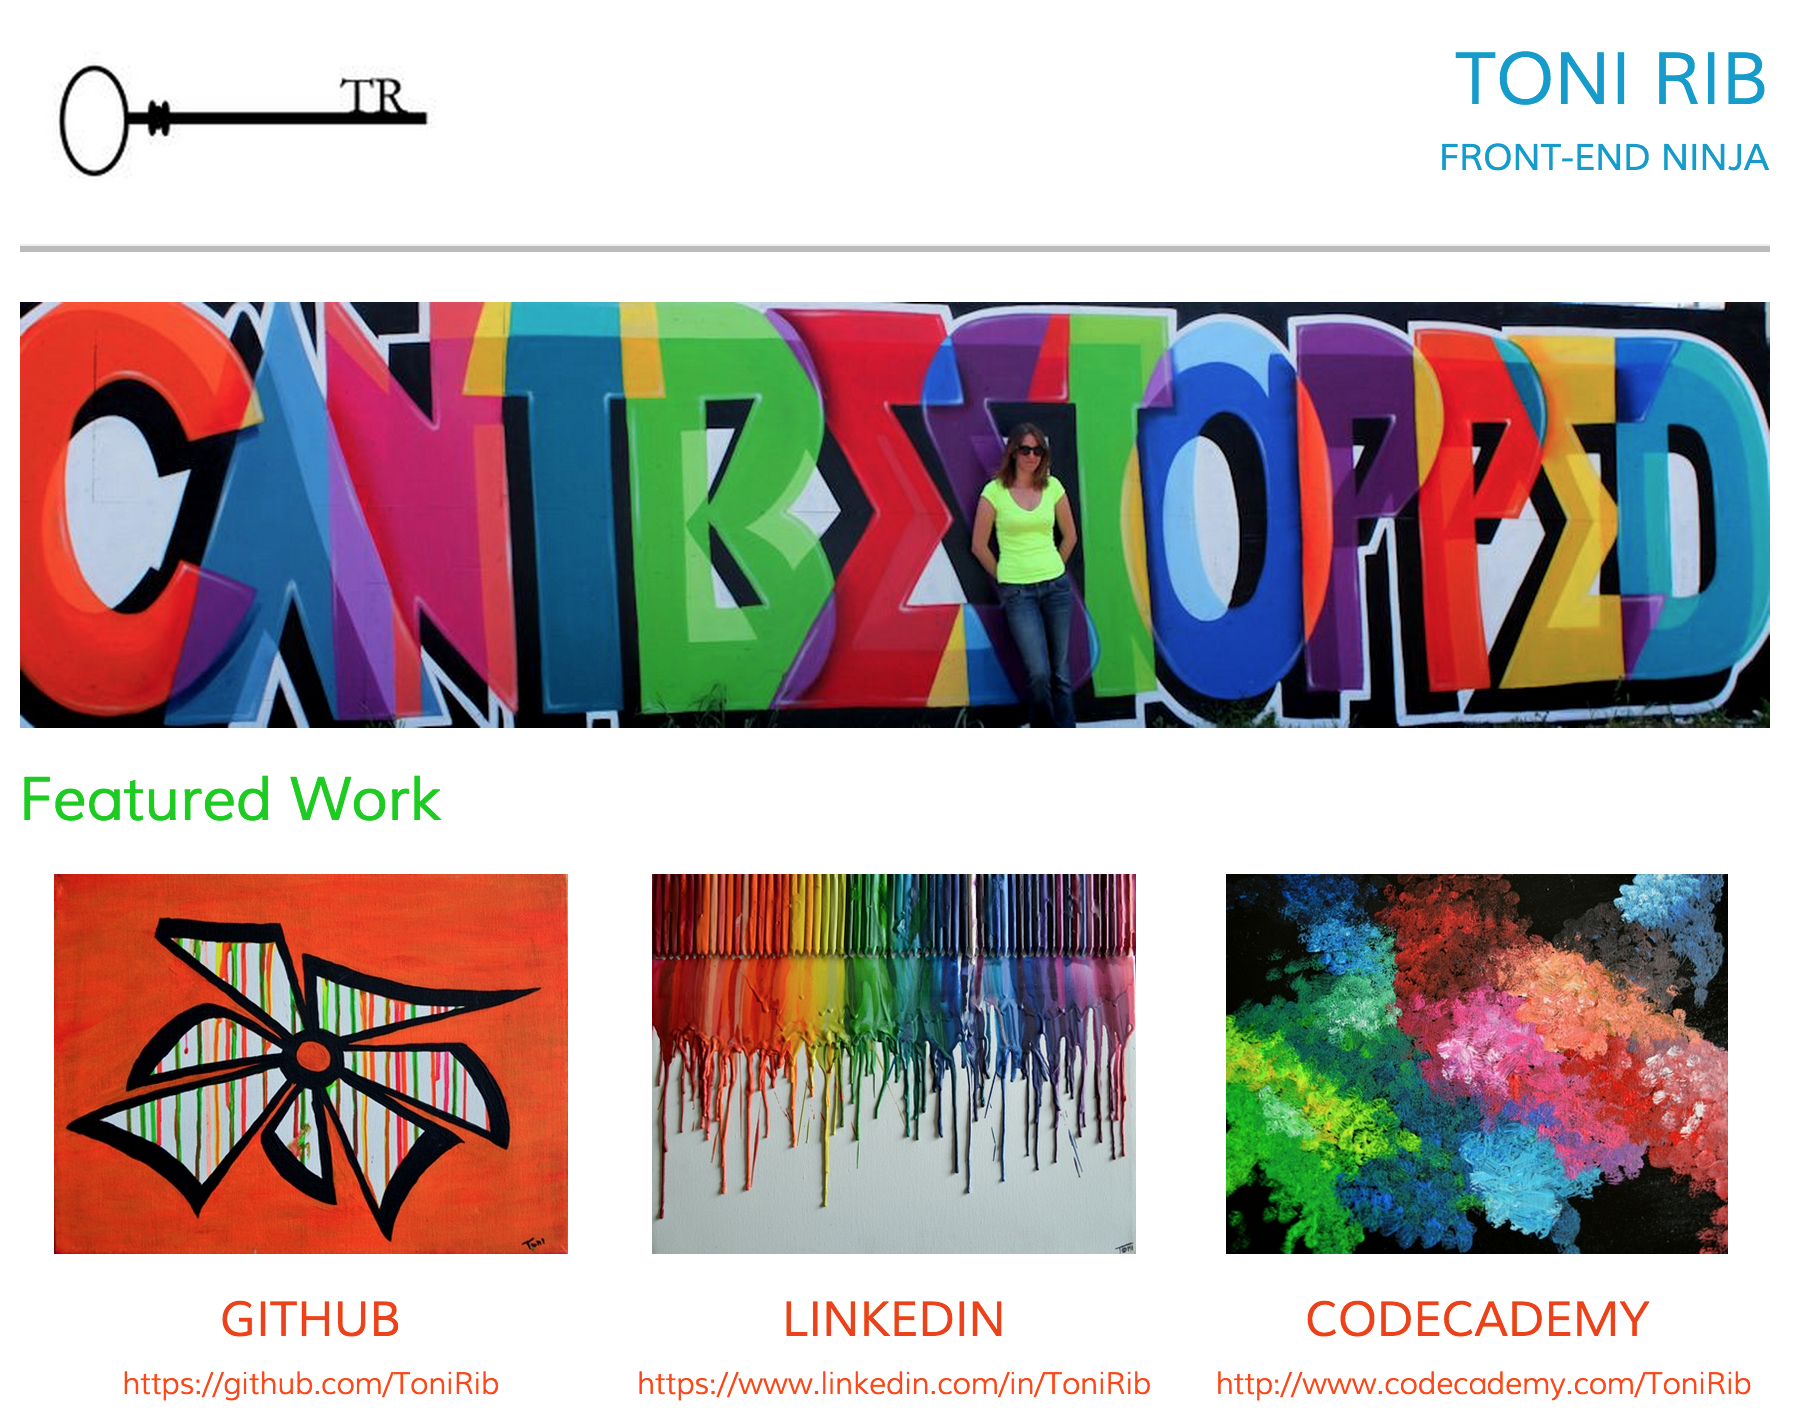 TR
TONI RIB
FRONT-END NINJA
CANTBESTOPPED
Featured Work
Toni
Toni
GITHUB
LINKEDIN
CODECADEMY
https://github.com/ToniRib
https://www.linkedin.com/in/ToniRib
http://www.codecademy.com/ToniRib